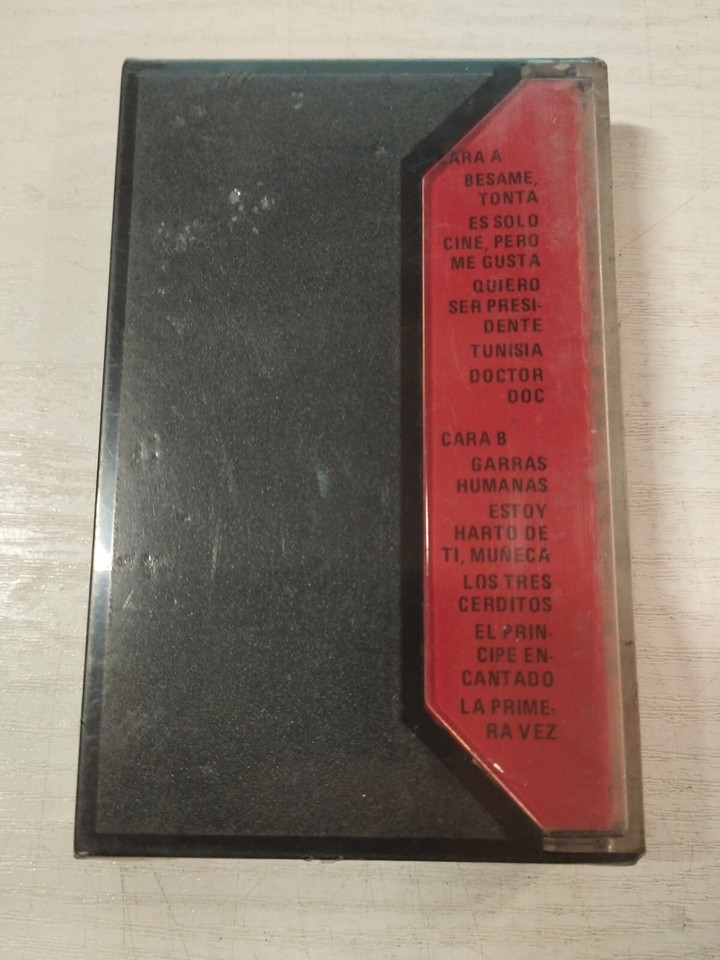 CARA A
BESAME,
TONTA
ES SOLO
CINE, PERO
ME GUSTA
QUIERO
SER PRESI-
DENTE
TUNISIA
DOCTOR
DOC
CARA B
GARRAS
HUMANAS
ESTOY
HARTO DE
TI, MUÑECA
LOS TRES
CERDITOS
EL PRIN-
CIPE EN-
CANTADO
LA PRIME-
RA VEZ